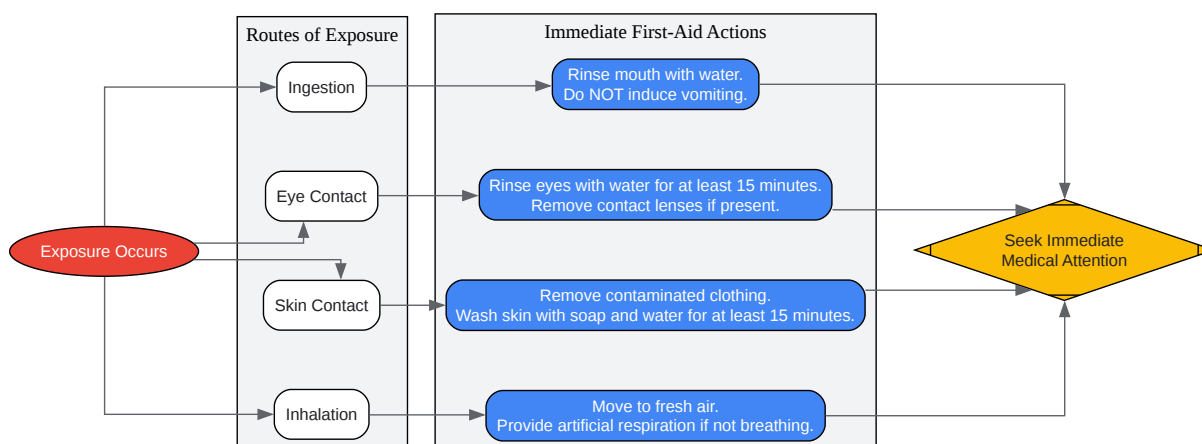 Routes of Exposure
Immediate First-Aid Actions
Ingestion
Rinse mouth with water.
Do NOT induce vomiting.
Eye Contact
Rinse eyes with water for at least 15 minutes.
Remove contact lenses if present.
Exposure Occurs
Seek Immediate
Medical Attention
Skin Contact
Remove contaminated clothing.
Wash skin with soap and water for at least 15 minutes.
Inhalation
Move to fresh air.
Provide artificial respiration if not breathing.